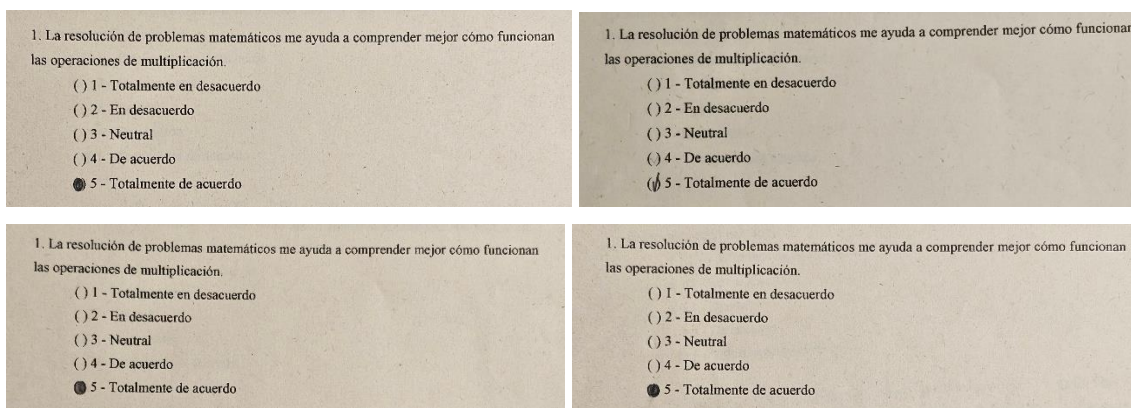 1. La resolución de problemas matemáticos me ayuda a comprender mejor cómo funcionan
las operaciones de multiplicación.
( ) 1 - Totalmente en desacuerdo
( ) 2 - En desacuerdo
( ) 3 - Neutral
( ) 4 - De acuerdo
● 5 - Totalmente de acuerdo
1. La resolución de problemas matemáticos me ayuda a comprender mejor cómo funcionar
las operaciones de multiplicación.
( ) 1 - Totalmente en desacuerdo
( ) 2 - En desacuerdo
( ) 3 - Neutral
( ) 4 - De acuerdo
(✓) 5 - Totalmente de acuerdo
1. La resolución de problemas matemáticos me ayuda a comprender mejor cómo funcionan
las operaciones de multiplicación.
( ) 1 - Totalmente en desacuerdo
( ) 2 - En desacuerdo
( ) 3 - Neutral
( ) 4 - De acuerdo
● 5 - Totalmente de acuerdo
1. La resolución de problemas matemáticos me ayuda a comprender mejor cómo funcionan
las operaciones de multiplicación.
( ) 1 - Totalmente en desacuerdo
( ) 2 - En desacuerdo
( ) 3 - Neutral
( ) 4 - De acuerdo
● 5 - Totalmente de acuerdo